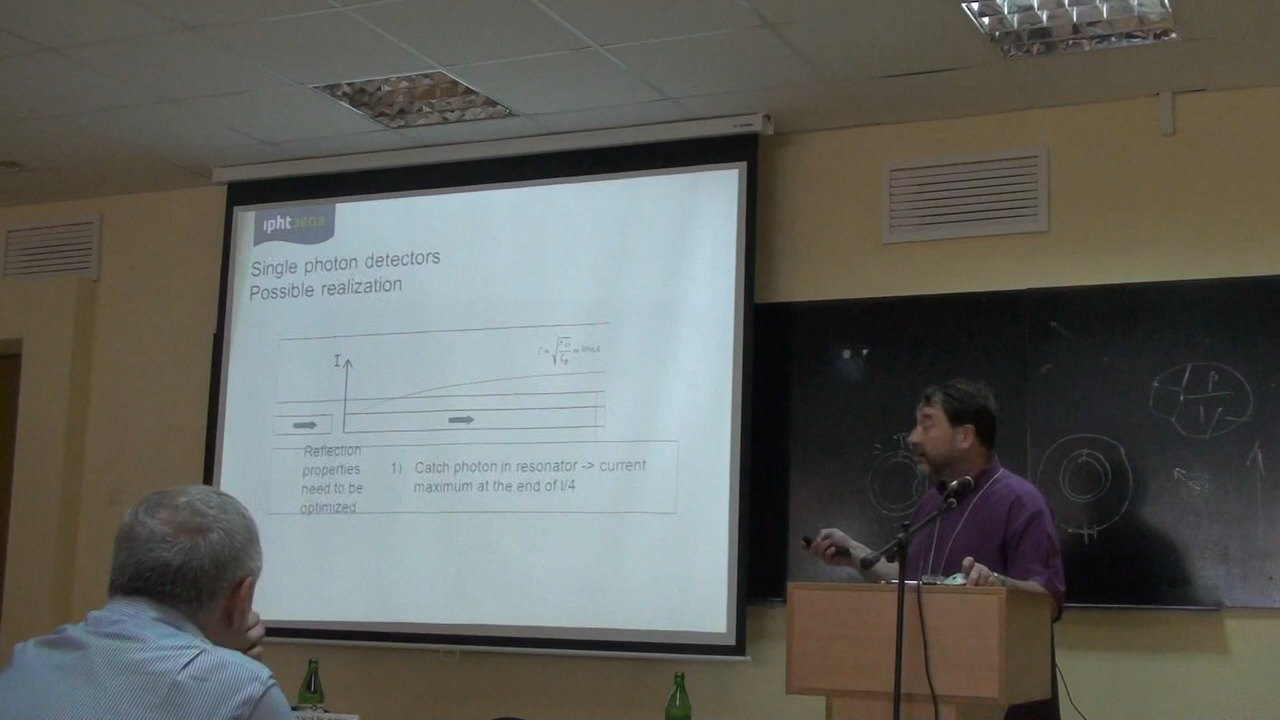 ipht jena
Single photon detectors
Possible realization
I
Reflection
properties
need to be
optimized
1) Catch photon in resonator -> current
maximum at the end of l/4